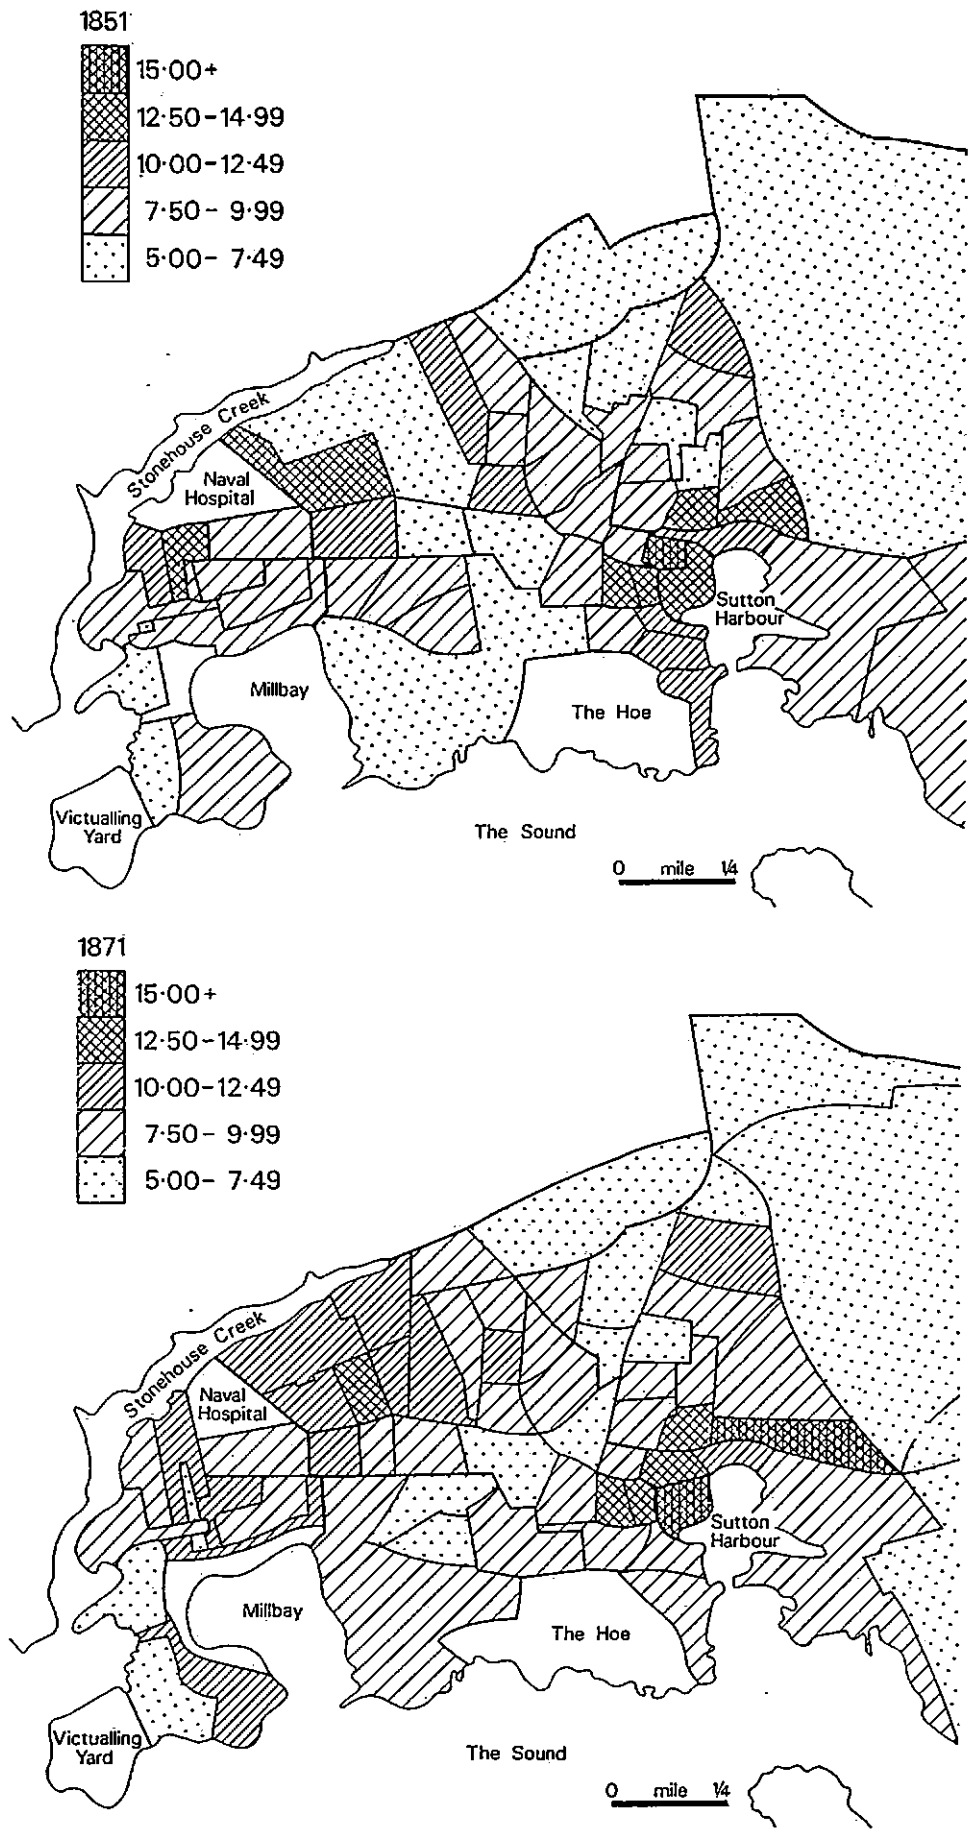 1851
15·00+
12·50-14·99
10·00-12·49
7·50- 9·99
5·00- 7·49
Stonehouse Creek
Naval
Hospital
Sutton
Harbour
Millbay
The Hoe
Victualling
Yard
The Sound
0 mile 1/4
1871
15·00+
12·50-14·99
10·00-12·49
7·50- 9·99
5·00- 7·49
Stonehouse Creek
Naval
Hospital
Sutton
Harbour
Millbay
The Hoe
Victualling
Yard
The Sound
0 mile 1/4